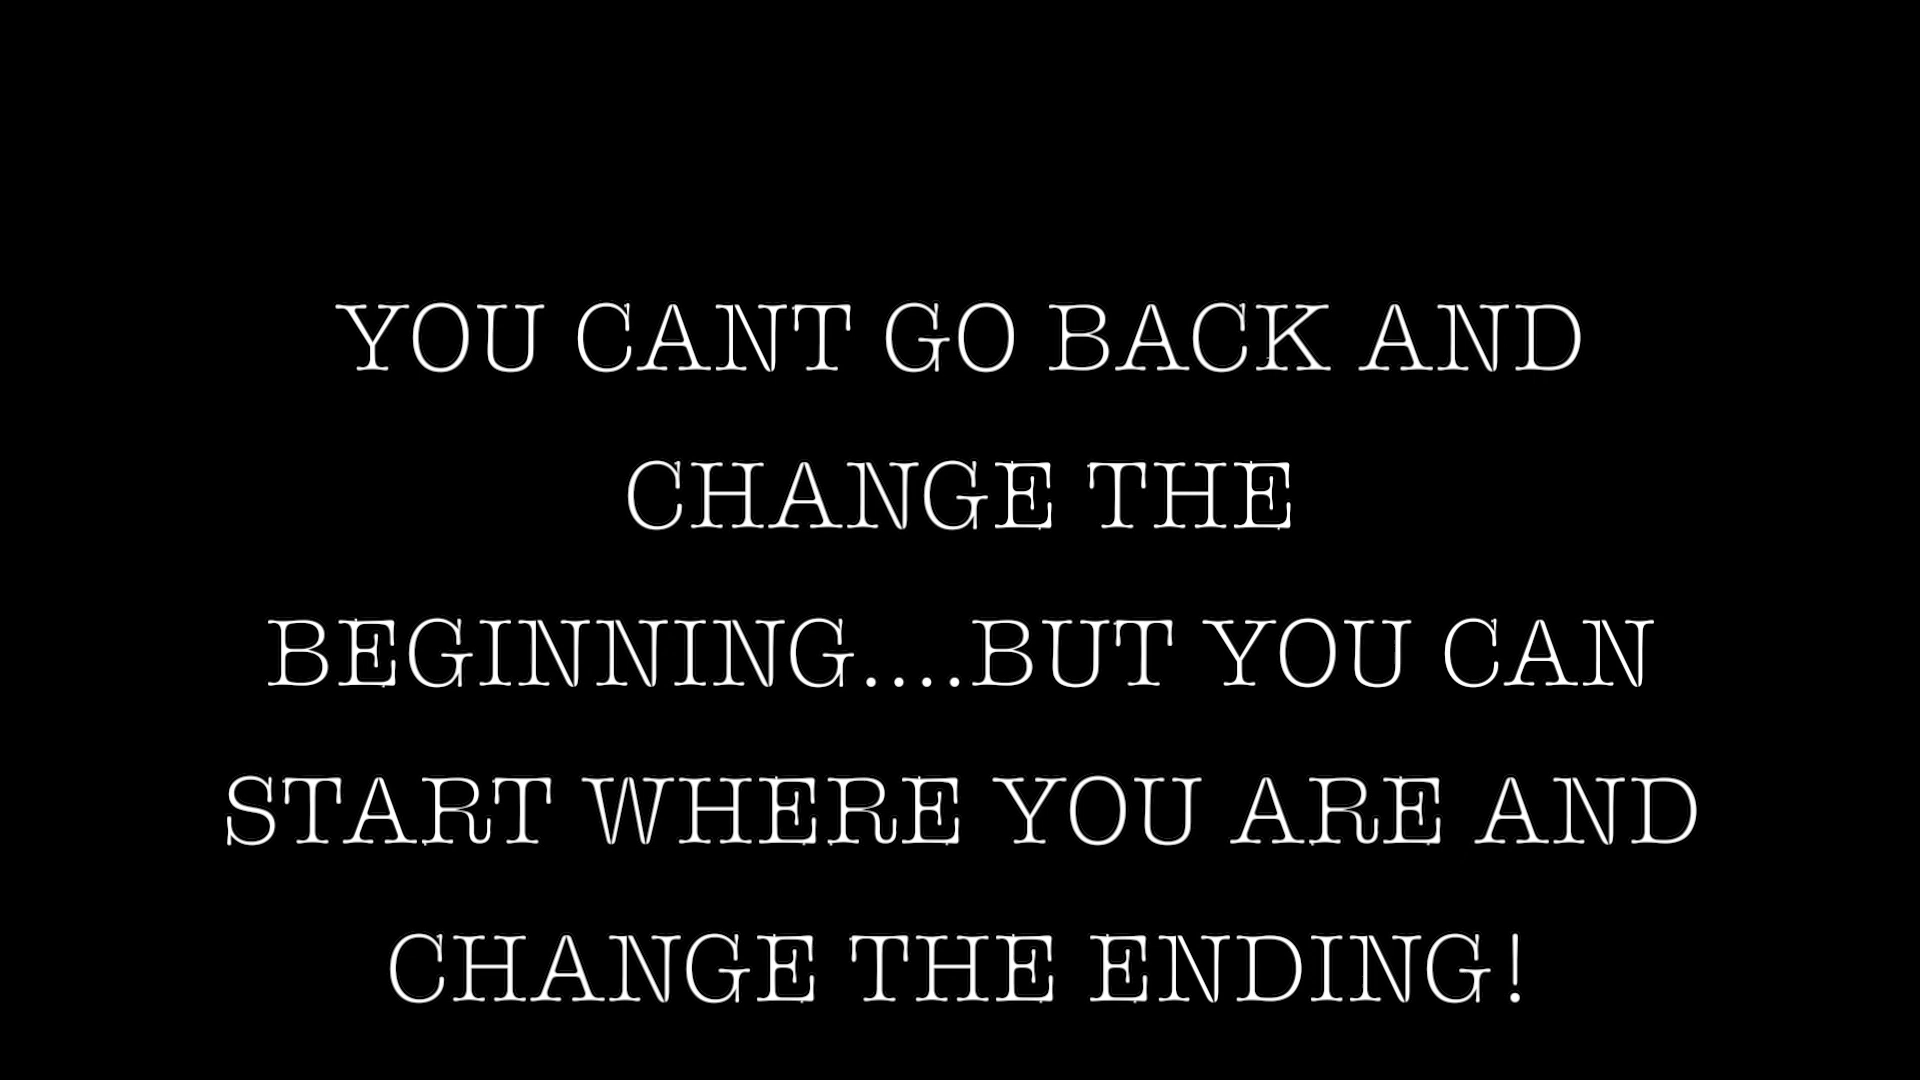 YOU CANT GO BACK AND
CHANGE THE
BEGINNING....BUT YOU CAN
START WHERE YOU ARE AND
CHANGE THE ENDING!